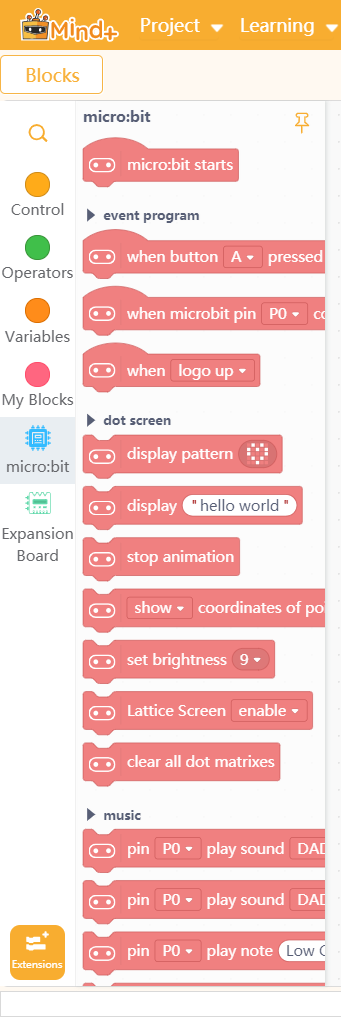 Mind+ Project Learning
Blocks
micro:bit
micro:bit starts
Control
event program
Operators
when button A pressed
Variables
when microbit pin P0
when logo up
My Blocks
dot screen
micro:bit
display pattern
display "hello world"
Expansion
Board
stop animation
show coordinates of
set brightness 9
Lattice Screen enable
clear all dot matrixes
music
pin P0 play sound DAD
pin P0 play sound DAD
pin P0 play note Low
Extensions